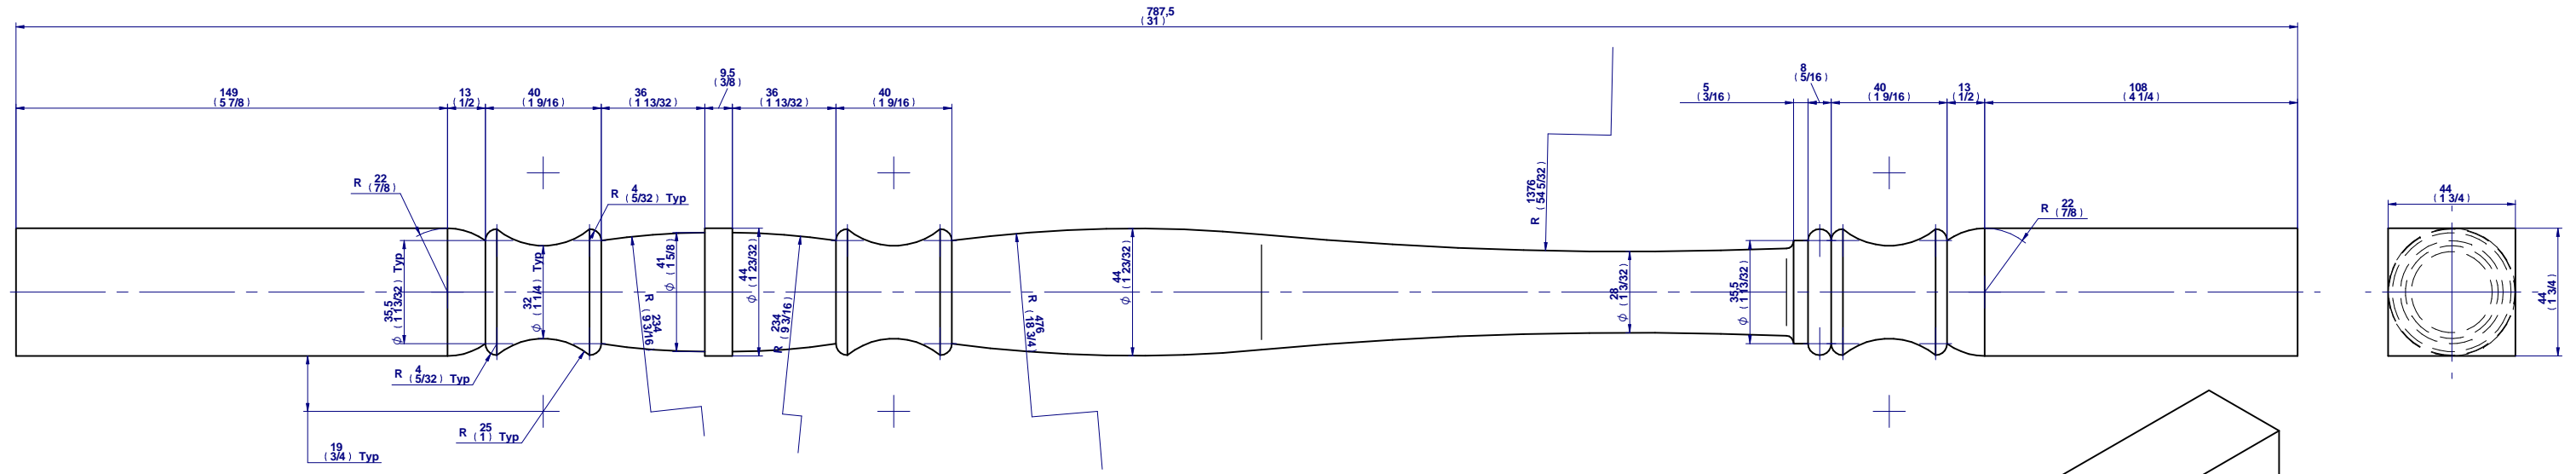 787,5
( 31 )
149
( 5 7/8 )
13
( 1/2 )
40
( 1 9/16 )
36
( 1 13/32 )
9,5
( 3/8 )
36
( 1 13/32 )
40
( 1 9/16 )
5
( 3/16 )
8
( 5/16 )
40
( 1 9/16 )
13
( 1/2 )
108
( 4 1/4 )
R 22
( 7/8 )
R 4
( 5/32 ) Typ
R 1376
( 54 5/32 )
R 22
( 7/8 )
44
( 1 3/4 )
35,5
ϕ ( 1 13/32 ) Typ
32
ϕ ( 1 1/4 ) Typ
R 234
( 9 3/16
41
ϕ ( 1 5/8 )
44
ϕ ( 1 23/32 )
234
R ( 9 3/16 )
R 476
( 18 3/4 )
44
ϕ ( 1 23/32 )
28
ϕ ( 1 3/32 )
35,5
ϕ ( 1 13/32 )
44
( 1 3/4 )
R 4
( 5/32 ) Typ
R 25
( 1 ) Typ
19
( 3/4 ) Typ